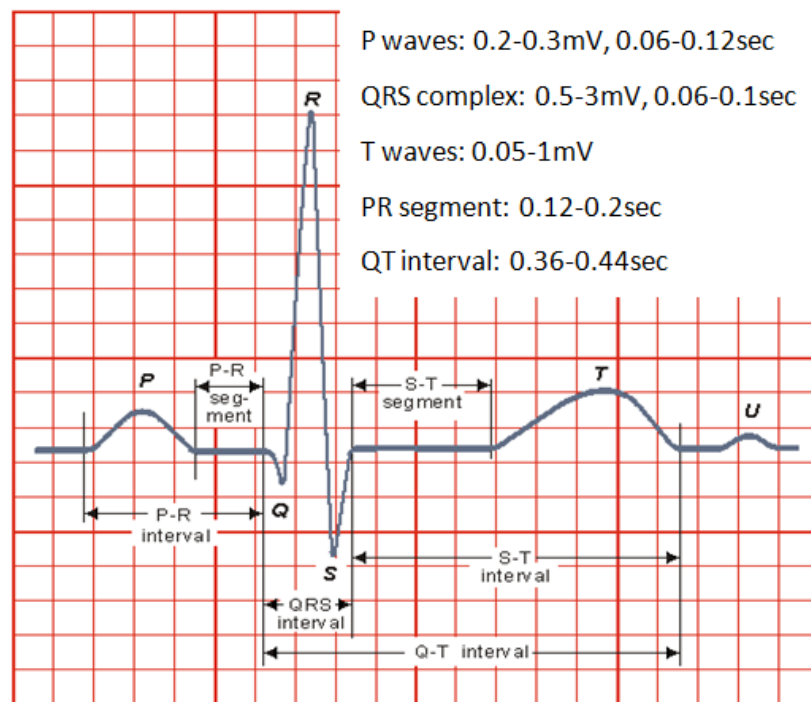 P waves: 0.2-0.3mV, 0.06-0.12sec
QRS complex: 0.5-3mV, 0.06-0.1sec
T waves: 0.05-1mV
PR segment: 0.12-0.2sec
QT interval: 0.36-0.44sec
R
P
P-R
seg-
ment
S-T
segment
T
U
Q
P-R
interval
S
S-T
interval
QRS
interval
Q-T interval